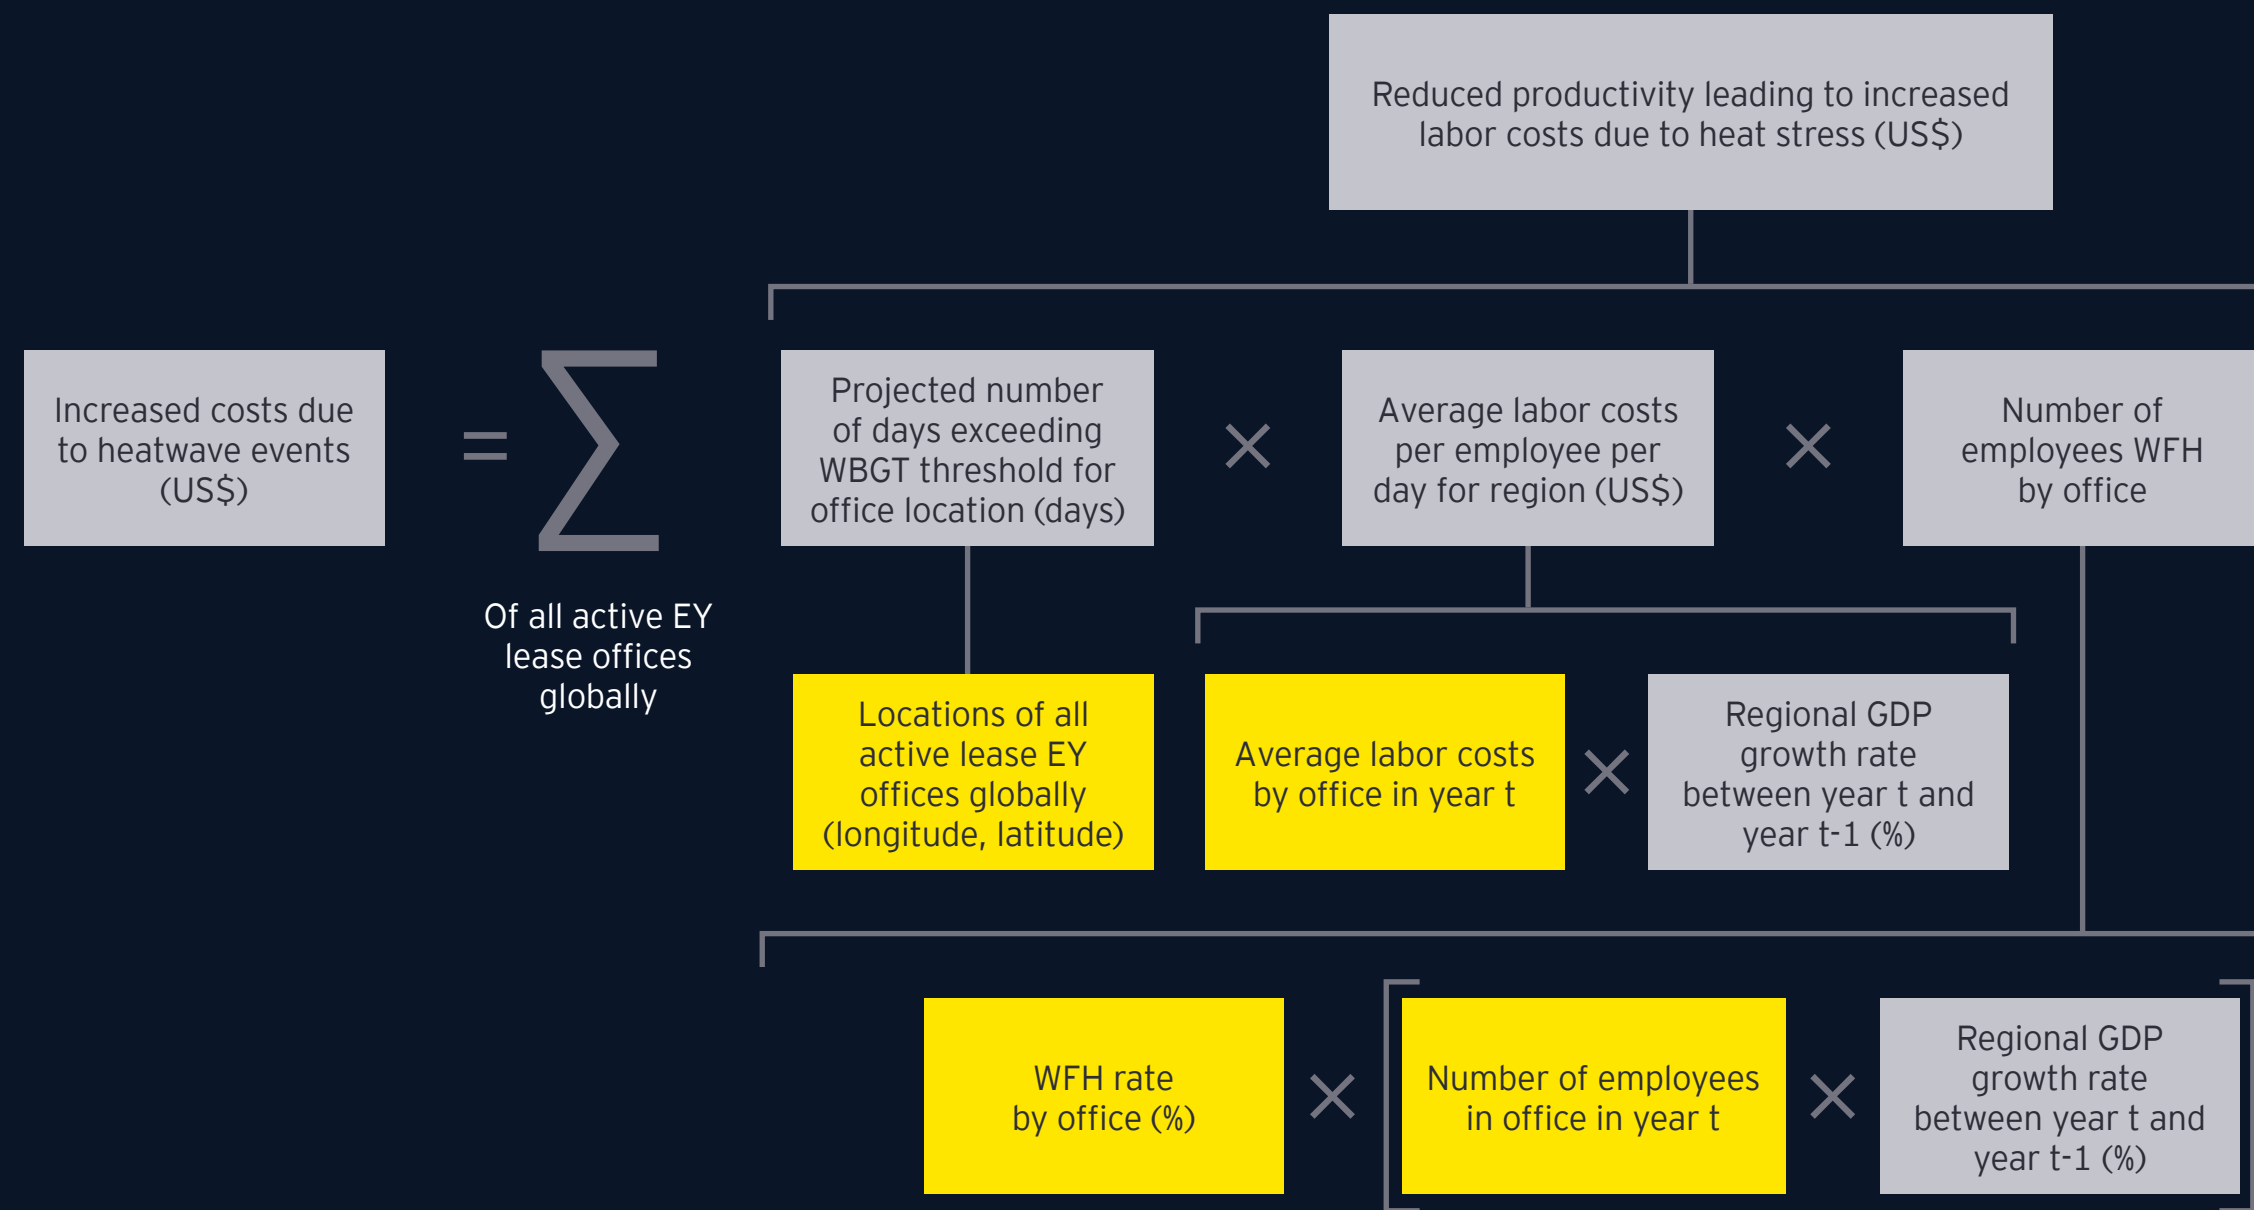 Reduced productivity leading to increased
labor costs due to heat stress (US$)
Increased costs due
to heatwave events
(US$)
=
∑
Of all active EY
lease offices
globally
Projected number
of days exceeding
WBGT threshold for
office location (days)
×
Average labor costs
per employee per
day for region (US$)
×
Number of
employees WFH
by office
Locations of all
active lease EY
offices globally
(longitude, latitude)
Average labor costs
by office in year t
×
Regional GDP
growth rate
between year t and
year t-1 (%)
WFH rate
by office (%)
×
Number of employees
in office in year t
×
Regional GDP
growth rate
between year t and
year t-1 (%)